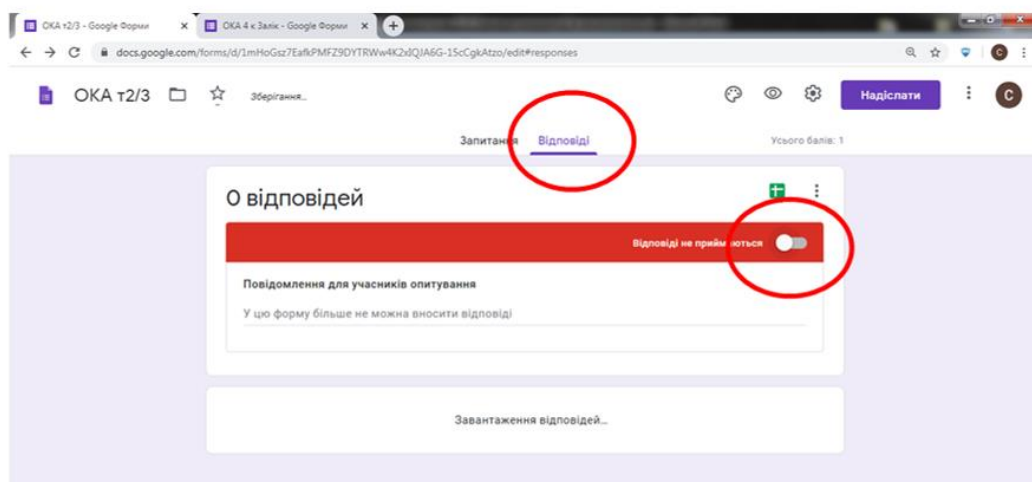 ОКА т2/3 - Google Форми
ОКА 4 к Залік - Google Форми
docs.google.com/forms/d/1mHoGsz7EafkPMFZ9DYTRWw4K2xIQJA6G-15cCgkAtzo/edit#responses
ОКА т2/3
Зберігання...
Надіслати
С
Запитання
Відповіді
Усього балів: 1
0 відповідей
Відповіді не приймаються
Повідомлення для учасників опитування
У цю форму більше не можна вносити відповіді
Завантаження відповідей...